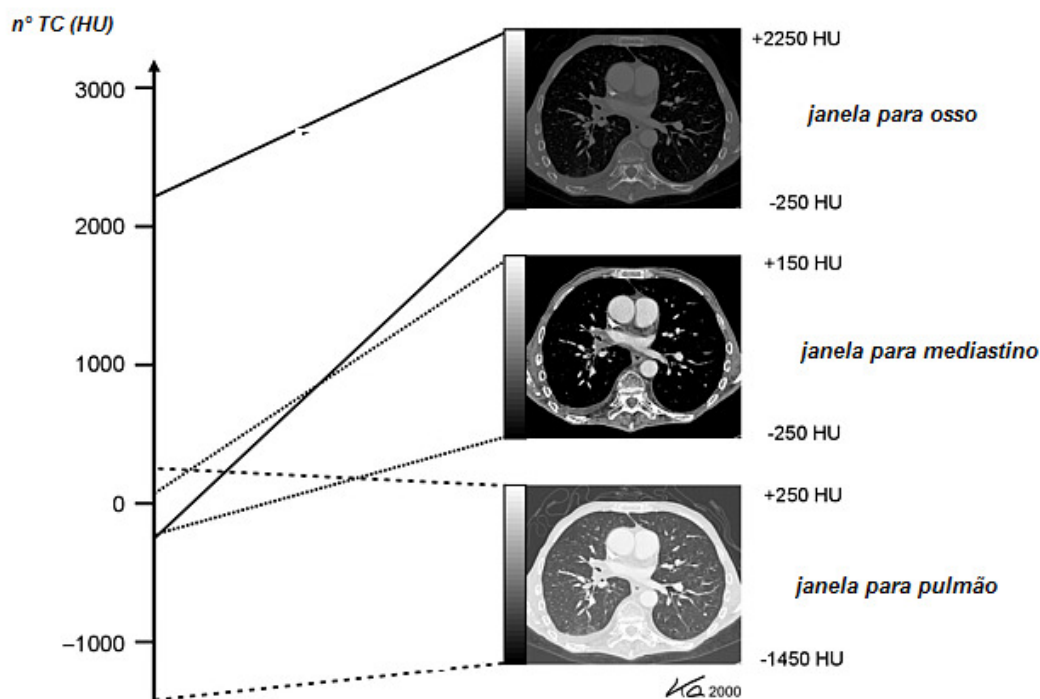 nº TC (HU)
3000
2000
1000
0
−1000
+2250 HU
janela para osso
-250 HU
+150 HU
janela para mediastino
-250 HU
+250 HU
janela para pulmão
-1450 HU
2000